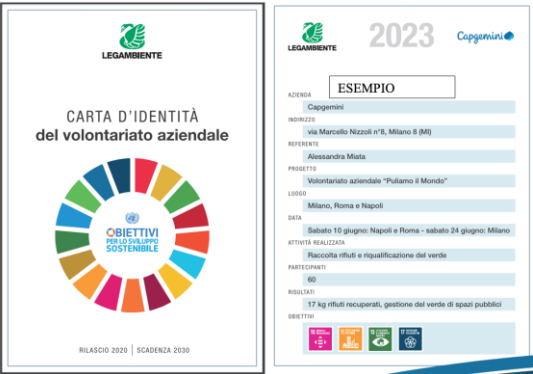 LEGAMBIENTE
CARTA D'IDENTITÀ
del volontariato aziendale
OBIETTIVI
PER LO SVILUPPO
SOSTENIBILE
RILASCIO 2020 | SCADENZA 2030
LEGAMBIENTE
2023
Capgemini
ESEMPIO
AZIENDA
Capgemini
INDIRIZZO
via Marcello Nizzoli n°8, Milano 8 (MI)
REFERENTE
Alessandra Miata
PROGETTO
Volontariato aziendale “Puliamo il Mondo”
LUOGO
Milano, Roma e Napoli
DATA
Sabato 10 giugno: Napoli e Roma - sabato 24 giugno: Milano
ATTIVITÀ REALIZZATA
Raccolta rifiuti e riqualificazione del verde
PARTECIPANTI
60
RISULTATI
17 kg rifiuti recuperati, gestione del verde di spazi pubblici
OBIETTIVI